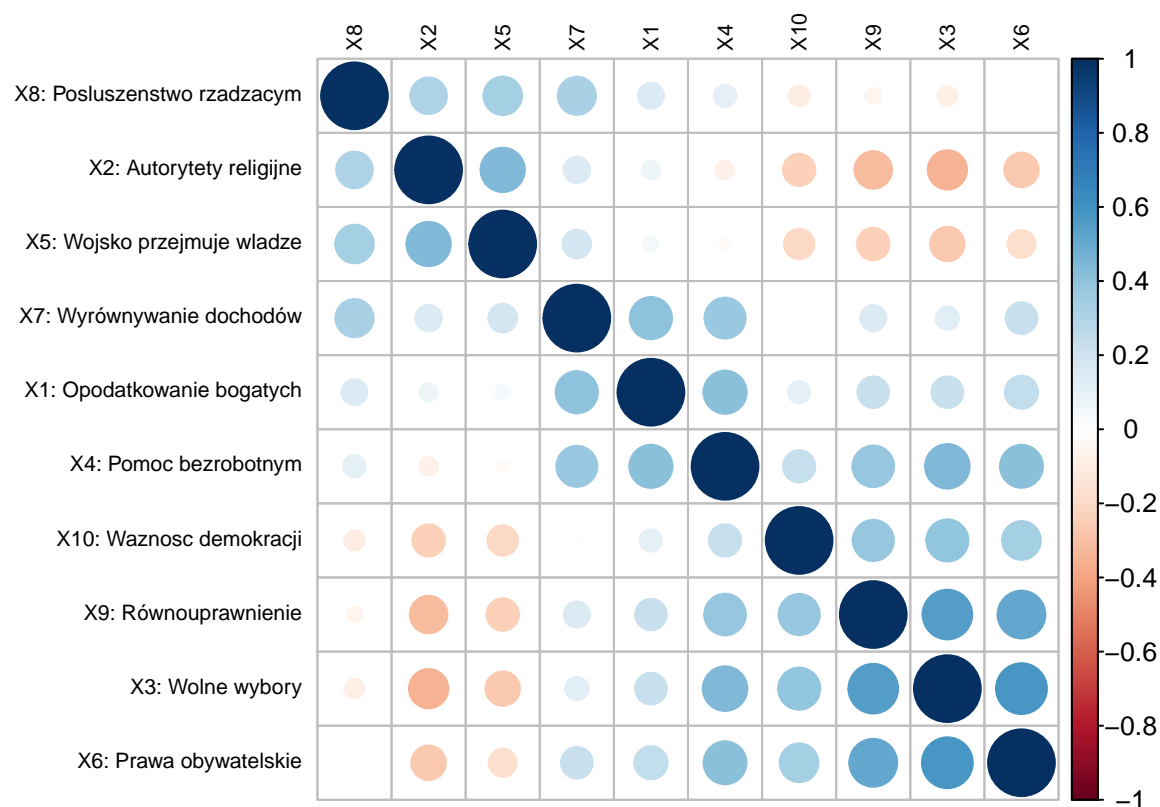 X8 X2 X5 X7 X1 X4 X10 X9 X3 X6
X8: Posluszenstwo rzadzacym
X2: Autorytety religijne
X5: Wojsko przejmuje wladze
X7: Wyrównywanie dochodów
X1: Opodatkowanie bogatych
X4: Pomoc bezrobotnym
X10: Waznosc demokracji
X9: Równouprawnienie
X3: Wolne wybory
X6: Prawa obywatelskie
1
0.8
0.6
0.4
0.2
0
−0.2
−0.4
−0.6
−0.8
−1